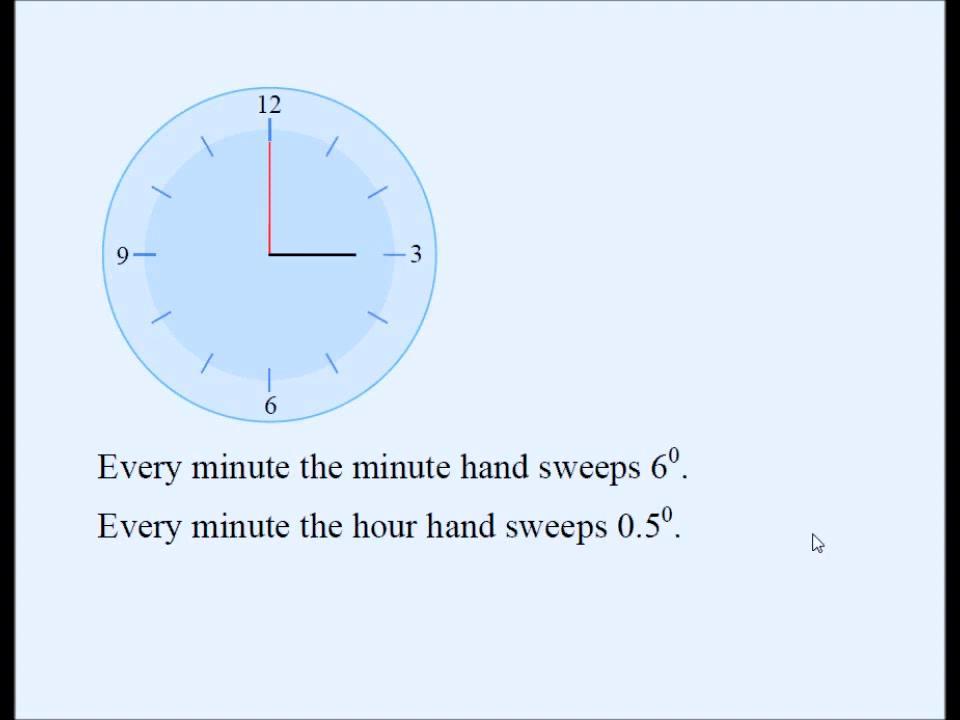 12
9
3
6
Every minute the minute hand sweeps 6⁰.
Every minute the hour hand sweeps 0.5⁰.